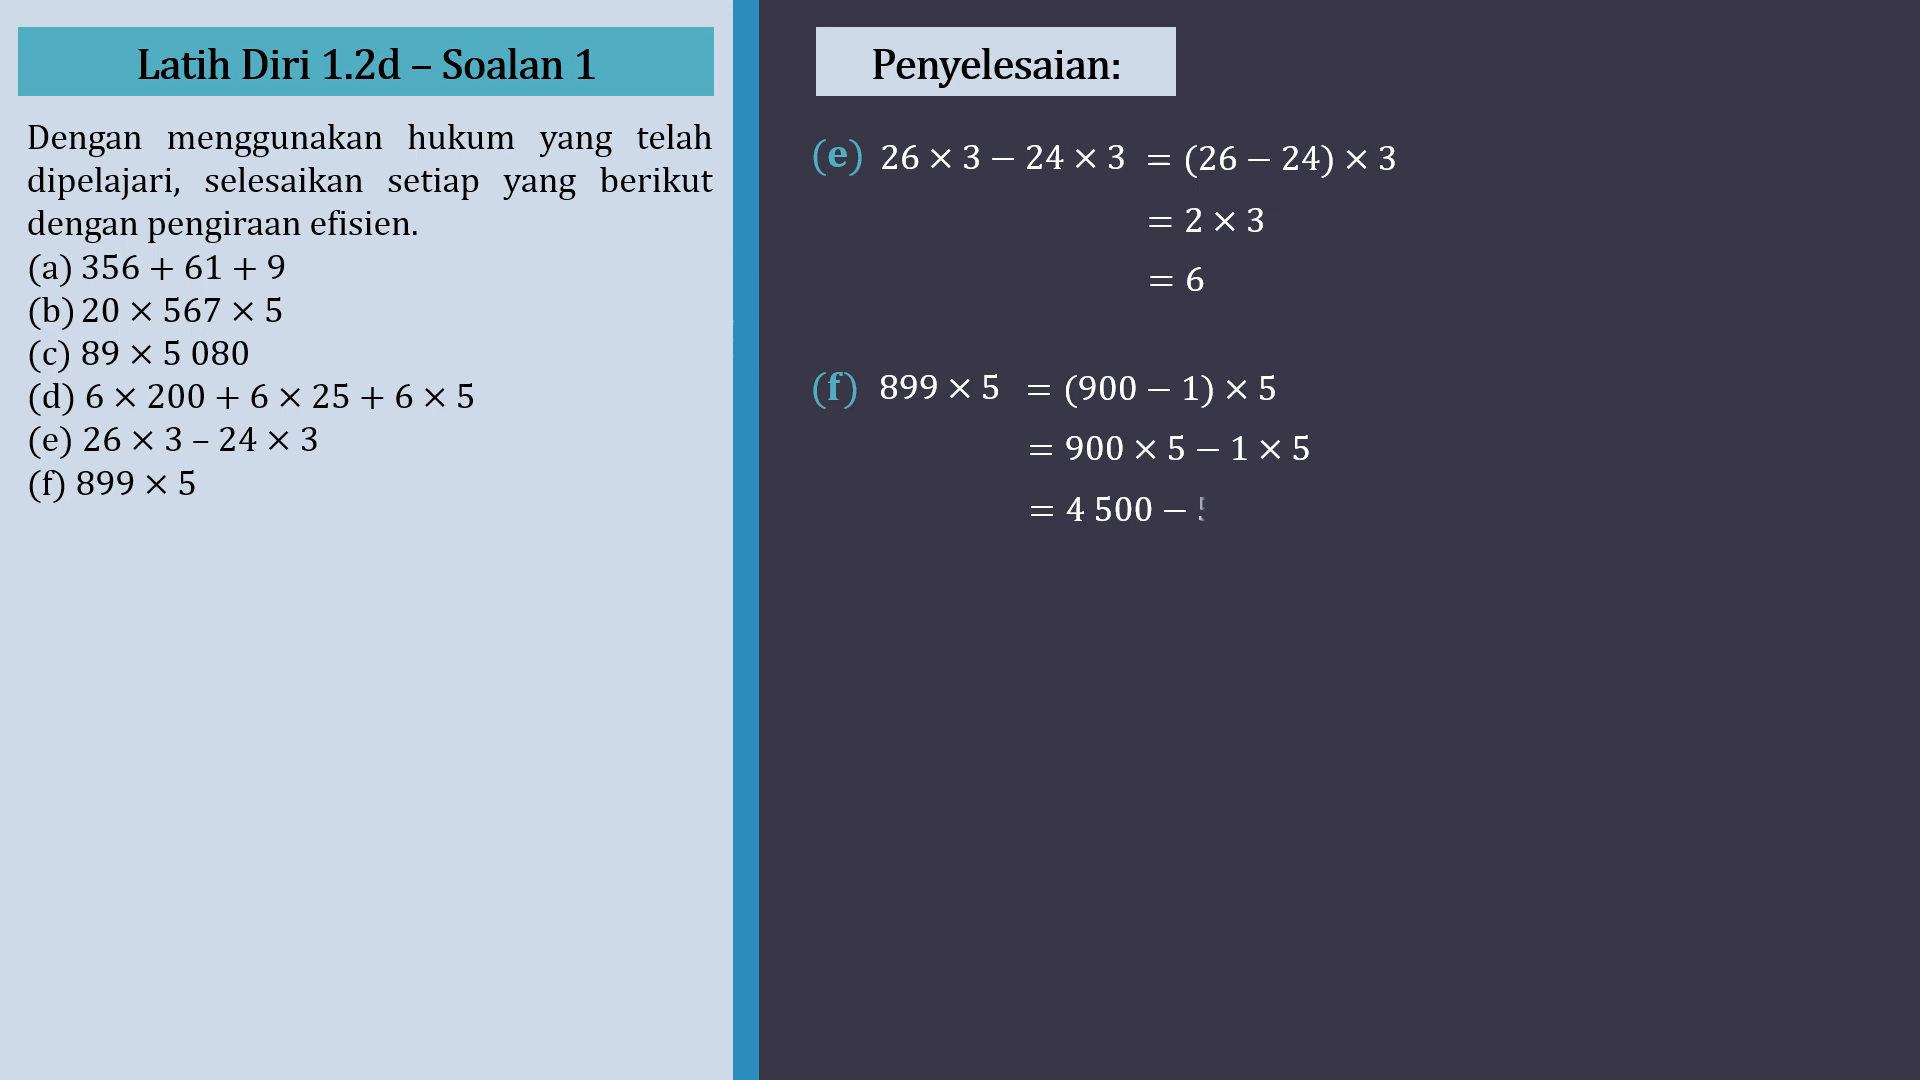 Latih Diri 1.2d – Soalan 1
Dengan menggunakan hukum yang telah
dipelajari, selesaikan setiap yang berikut
dengan pengiraan efisien.
(a) 356 + 61 + 9
(b) 20 × 567 × 5
(c) 89 × 5 080
(d) 6 × 200 + 6 × 25 + 6 × 5
(e) 26 × 3 – 24 × 3
(f) 899 × 5
Penyelesaian:
(e) 26 × 3 − 24 × 3 = (26 − 24) × 3
= 2 × 3
= 6
(f) 899 × 5 = (900 − 1) × 5
= 900 × 5 − 1 × 5
= 4 500 −